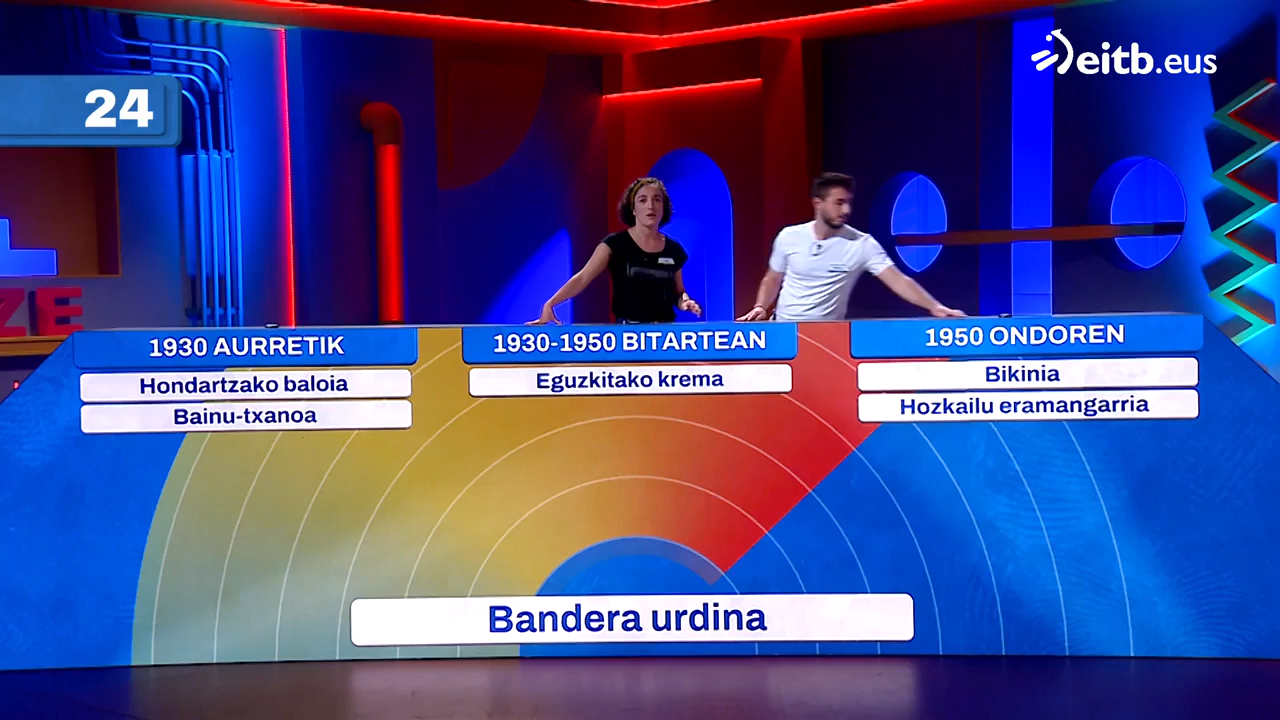 eitb.eus
24
ZE
1930 AURRETIK
Hondartzako baloia
Bainu-txanoa
1930-1950 BITARTEAN
Eguzkitako krema
1950 ONDOREN
Bikinia
Hozkailu eramangarria
Bandera urdina